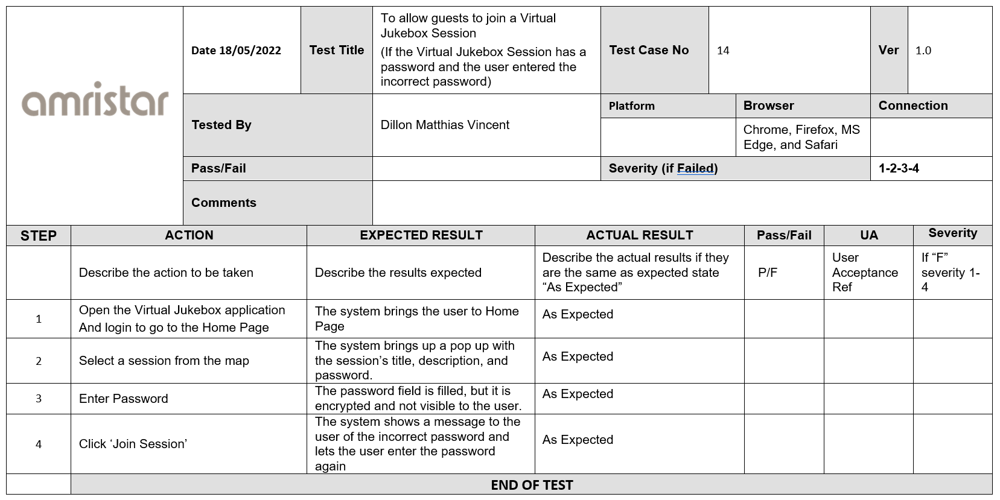 amristar
Date 18/05/2022
Test Title
To allow guests to join a Virtual
Jukebox Session
(If the Virtual Jukebox Session has a
password and the user entered the
incorrect password)
Test Case No
14
Ver
1.0
Tested By
Dillon Matthias Vincent
Platform
Browser
Connection
Chrome, Firefox, MS
Edge, and Safari
Pass/Fail
Severity (if Failed)
1-2-3-4
Comments
STEP
ACTION
EXPECTED RESULT
ACTUAL RESULT
Pass/Fail
UA
Severity
Describe the action to be taken
Describe the results expected
Describe the actual results if they
are the same as expected state
“As Expected”
P/F
User
Acceptance
Ref
If “F”
severity 1-
4
1
Open the Virtual Jukebox application
And login to go to the Home Page
The system brings the user to Home
Page
As Expected
2
Select a session from the map
The system brings up a pop up with
the session’s title, description, and
password.
As Expected
3
Enter Password
The password field is filled, but it is
encrypted and not visible to the user.
As Expected
4
Click ‘Join Session’
The system shows a message to the
user of the incorrect password and
lets the user enter the password
again
As Expected
END OF TEST